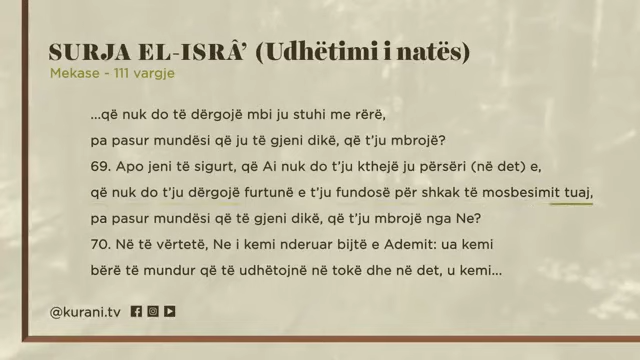 SURJA EL-ISRÂ’ (Udhëtimi i natës)
Mekase - 111 vargje
...që nuk do të dërgojë mbi ju stuhi me rërë,
pa pasur mundësi që ju të gjeni dikë, që t’ju mbrojë?
69. Apo jeni të sigurt, që Ai nuk do t’ju kthejë ju përsëri (në det) e,
që nuk do t’ju dërgojë furtunë e t’ju fundosë për shkak të mosbesimit tuaj,
pa pasur mundësi që të gjeni dikë, që t’ju mbrojë nga Ne?
70. Në të vërtetë, Ne i kemi nderuar bijtë e Ademit: ua kemi
bërë të mundur që të udhëtojnë në tokë dhe në det, u kemi...
@kurani.tv